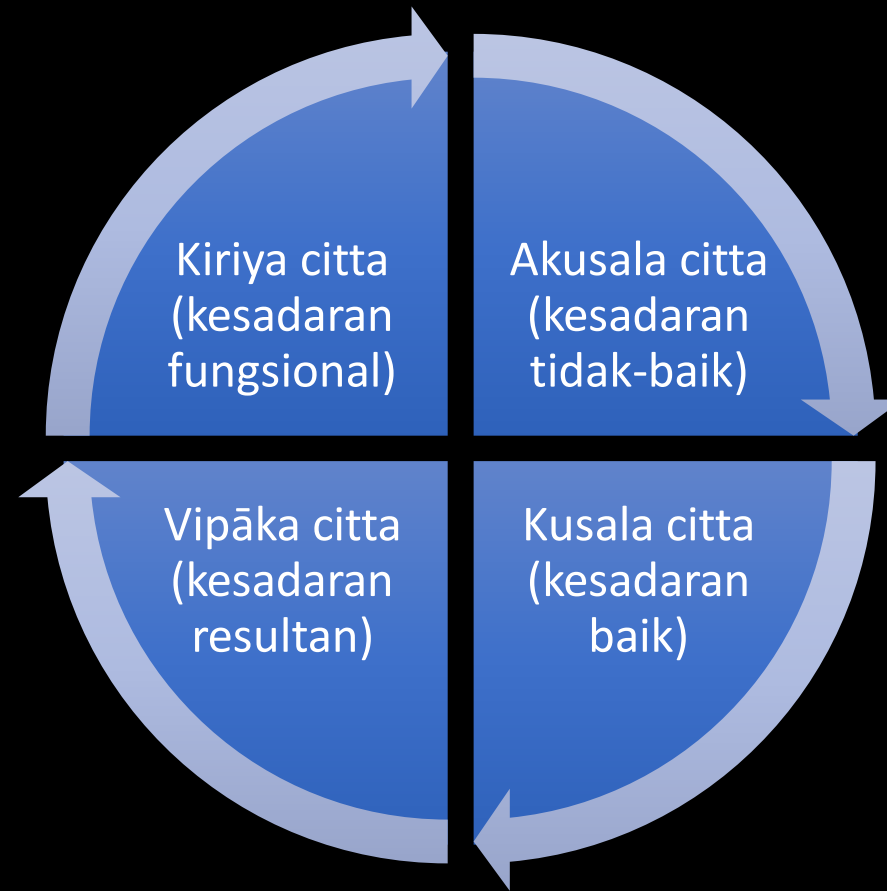 Kiriya citta
(kesadaran
fungsional)
Akusala citta
(kesadaran
tidak-baik)
Vipāka citta
(kesadaran
resultan)
Kusala citta
(kesadaran
baik)